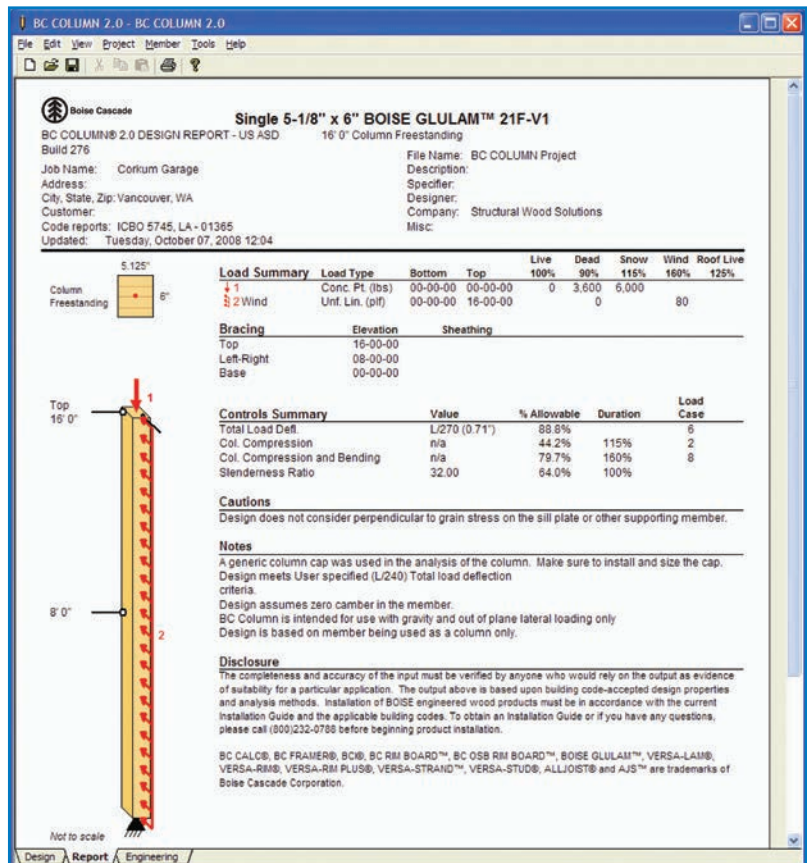 BC COLUMN 2.0 - BC COLUMN 2.0
File Edit View Project Member Tools Help
Boise Cascade
Single 5-1/8" x 6" BOISE GLULAM™ 21F-V1
BC COLUMN® 2.0 DESIGN REPORT - US ASD 16' 0" Column Freestanding
Build 276
File Name: BC COLUMN Project
Job Name: Corkum Garage
Description:
Address:
Specifier:
City, State, Zip: Vancouver, WA
Designer:
Customer:
Company: Structural Wood Solutions
Code reports: ICBO 5745, LA - 01365
Misc:
Updated: Tuesday, October 07, 2008 12:04
5.125"
Column
Freestanding
6"
Live Dead Snow Wind Roof Live
Load Summary Load Type Bottom Top 100% 90% 115% 160% 125%
1 Conc. Pt. (lbs) 00-00-00 00-00-00 0 3,600 6,000
2 Wind Unf. Lin. (plf) 00-00-00 16-00-00 0 80
Bracing Elevation Sheathing
Top 16-00-00
Left-Right 08-00-00
Base 00-00-00
1
Top
16' 0"
Load
Controls Summary Value % Allowable Duration Case
Total Load Defl. L/270 (0.71") 88.8% 6
Col. Compression n/a 44.2% 115% 2
Col. Compression and Bending n/a 79.7% 160% 8
Slenderness Ratio 32.00 64.0% 100%
Cautions
Design does not consider perpendicular to grain stress on the sill plate or other supporting member.
Notes
A generic column cap was used in the analysis of the column. Make sure to install and size the cap.
Design meets User specified (L/240) Total load deflection
criteria.
Design assumes zero camber in the member.
BC Column is intended for use with gravity and out of plane lateral loading only
Design is based on member being used as a column only.
8' 0"
2
Disclosure
The completeness and accuracy of the input must be verified by anyone who would rely on the output as evidence
of suitability for a particular application. The output above is based upon building code-accepted design properties
and analysis methods. Installation of BOISE engineered wood products must be in accordance with the current
Installation Guide and the applicable building codes. To obtain an Installation Guide or if you have any questions,
please call (800)232-0788 before beginning product installation.
BC CALC®, BC FRAMER®, BCI®, BC RIM BOARD™, BC OSB RIM BOARD™, BOISE GLULAM™, VERSA-LAM®,
VERSA-RIM®, VERSA-RIM PLUS®, VERSA-STRAND™, VERSA-STUD®, ALLJOIST® and AJS™ are trademarks of
Boise Cascade Corporation.
Not to scale
Design Report Engineering